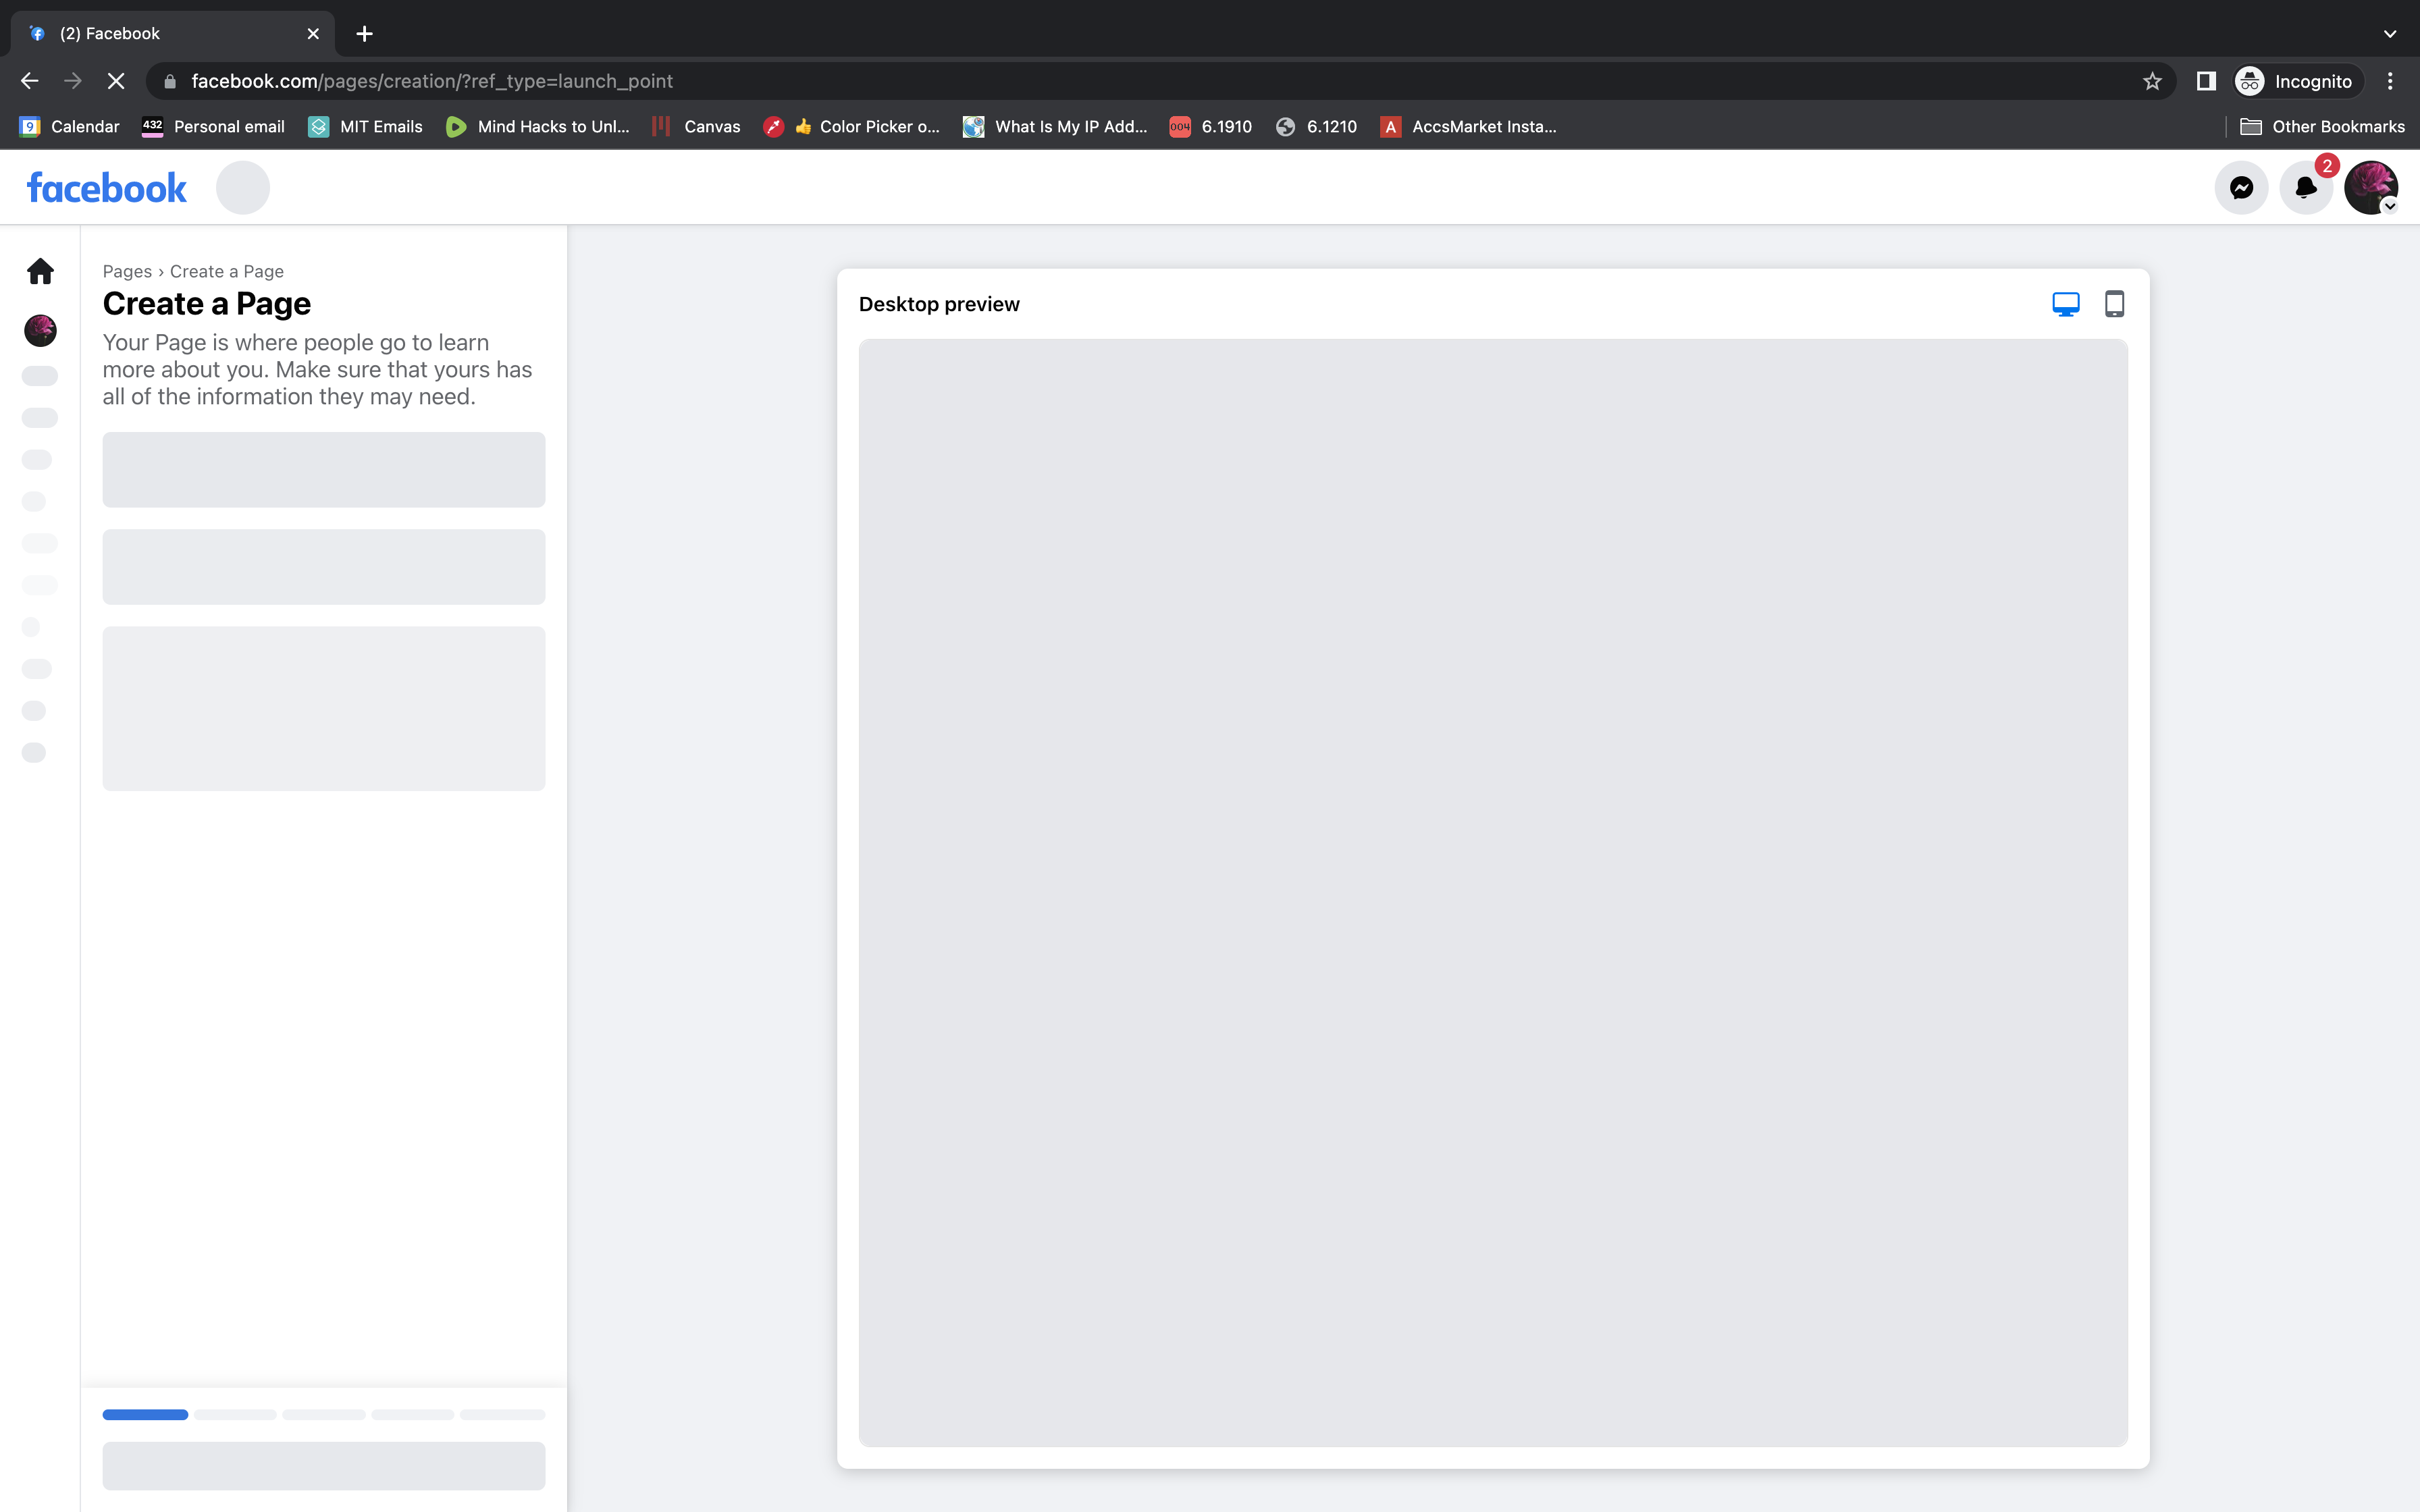 (2) Facebook
facebook.com/pages/creation/?ref_type=launch_point
Incognito
9 Calendar
432 Personal email
MIT Emails
Mind Hacks to Unl...
Canvas
👍 Color Picker o...
What Is My IP Add...
004 6.1910
6.1210
A AccsMarket Insta...
Other Bookmarks
facebook
2
Pages › Create a Page
Create a Page
Your Page is where people go to learn
more about you. Make sure that yours has
all of the information they may need.
Desktop preview